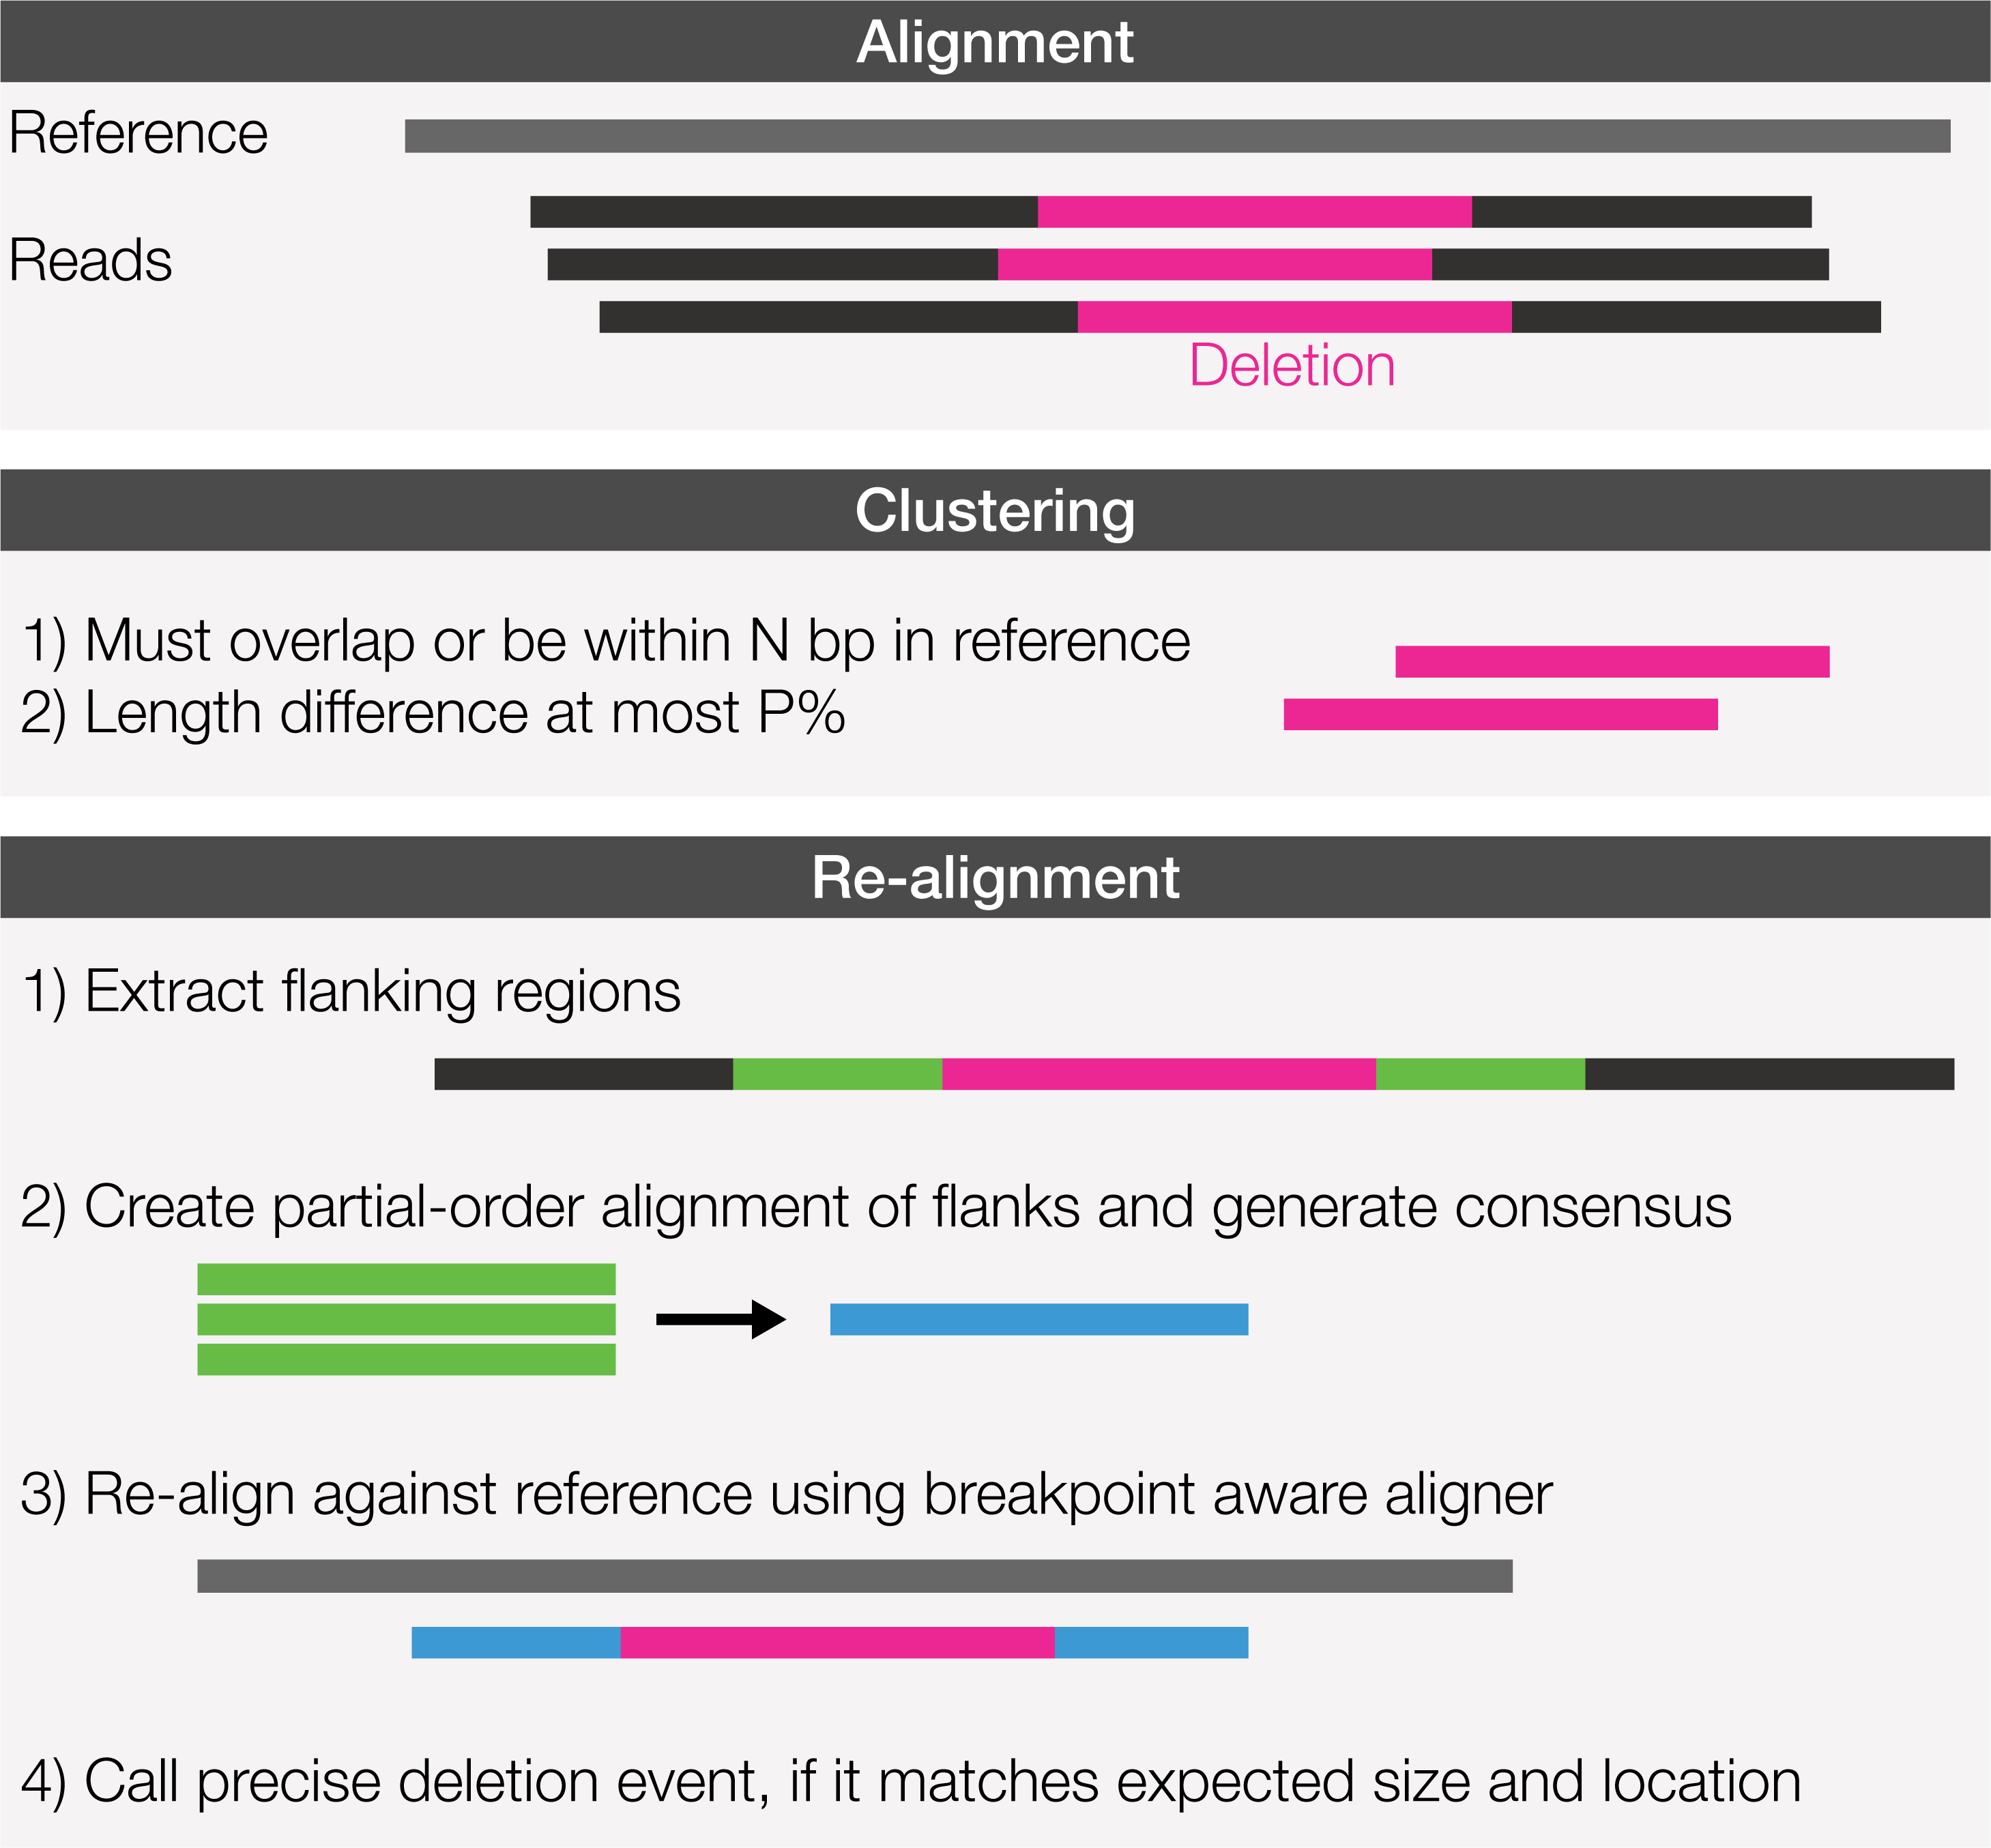 Alignment
Reference
Reads
Deletion
Clustering
1) Must overlap or be within N bp in reference
2) Length difference at most P%
Re-alignment
1) Extract flanking regions
2) Create partial-order alignment of flanks and generate consensus
3) Re-align against reference using breakpoint aware aligner
4) Call precise deletion event, if it matches expected size and location